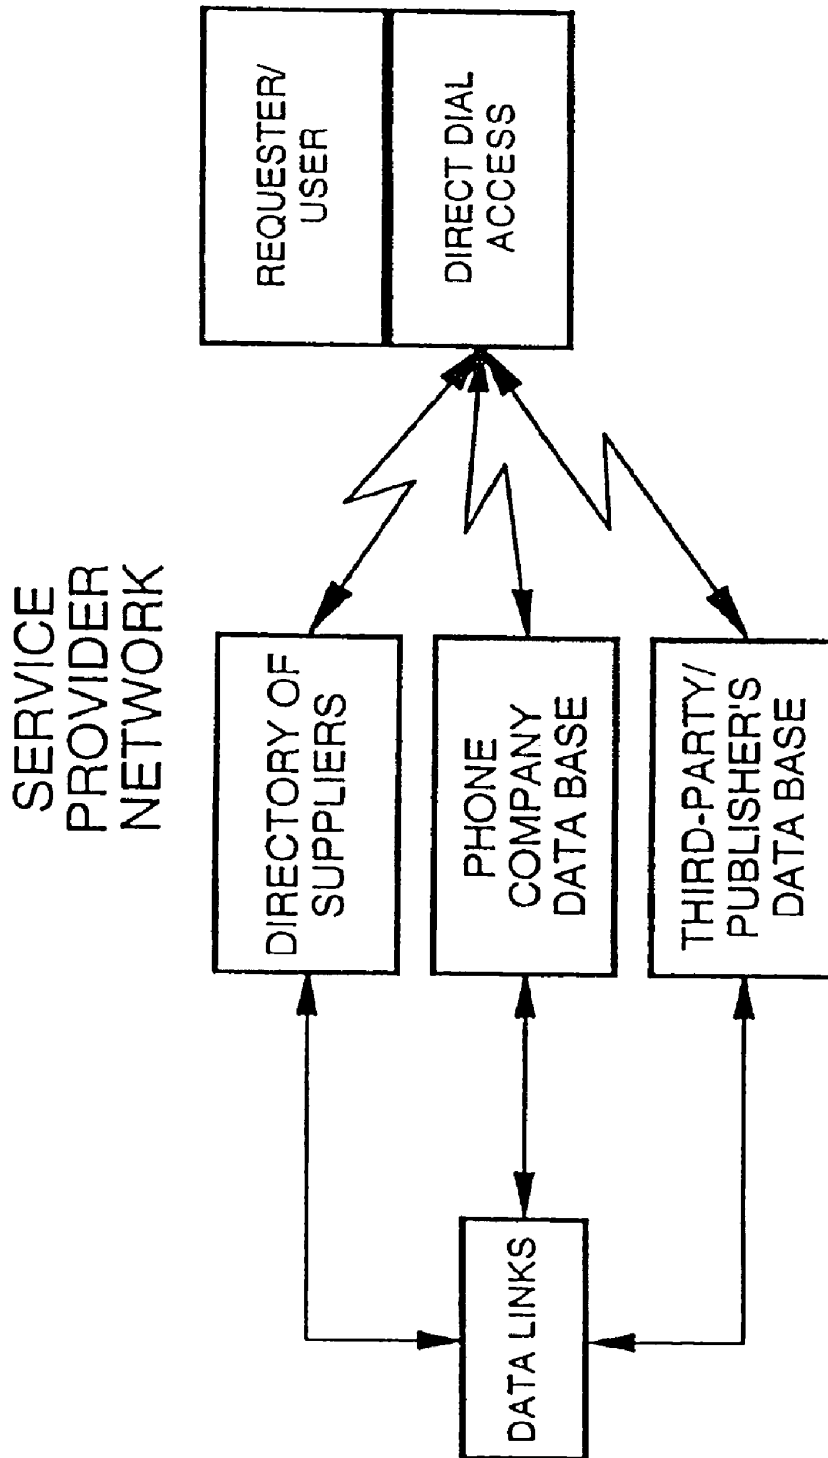 SERVICE
PROVIDER
NETWORK
REQUESTER/
USER
DIRECT DIAL
ACCESS
DIRECTORY OF
SUPPLIERS
PHONE
COMPANY
DATA BASE
THIRD-PARTY/
PUBLISHER'S
DATA BASE
DATA LINKS